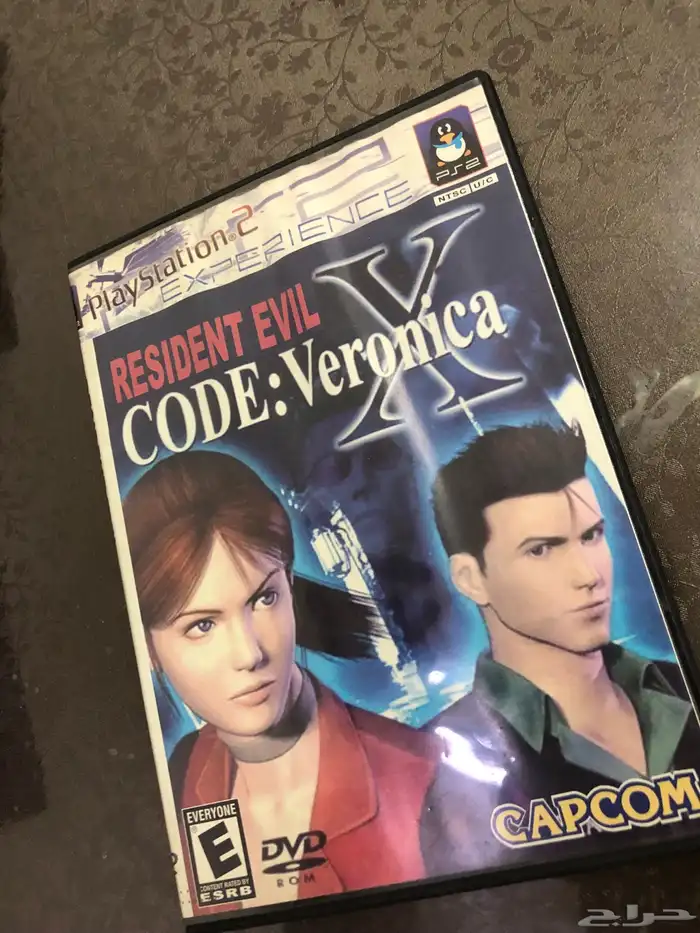 PlayStation®2
EXPERIENCE
PS2
NTSC U/C
RESIDENT EVIL
CODE:Veronica
X
EVERYONE
E
CONTENT RATED BY
ESRB
DVD
ROM
CAPCOM
حراج